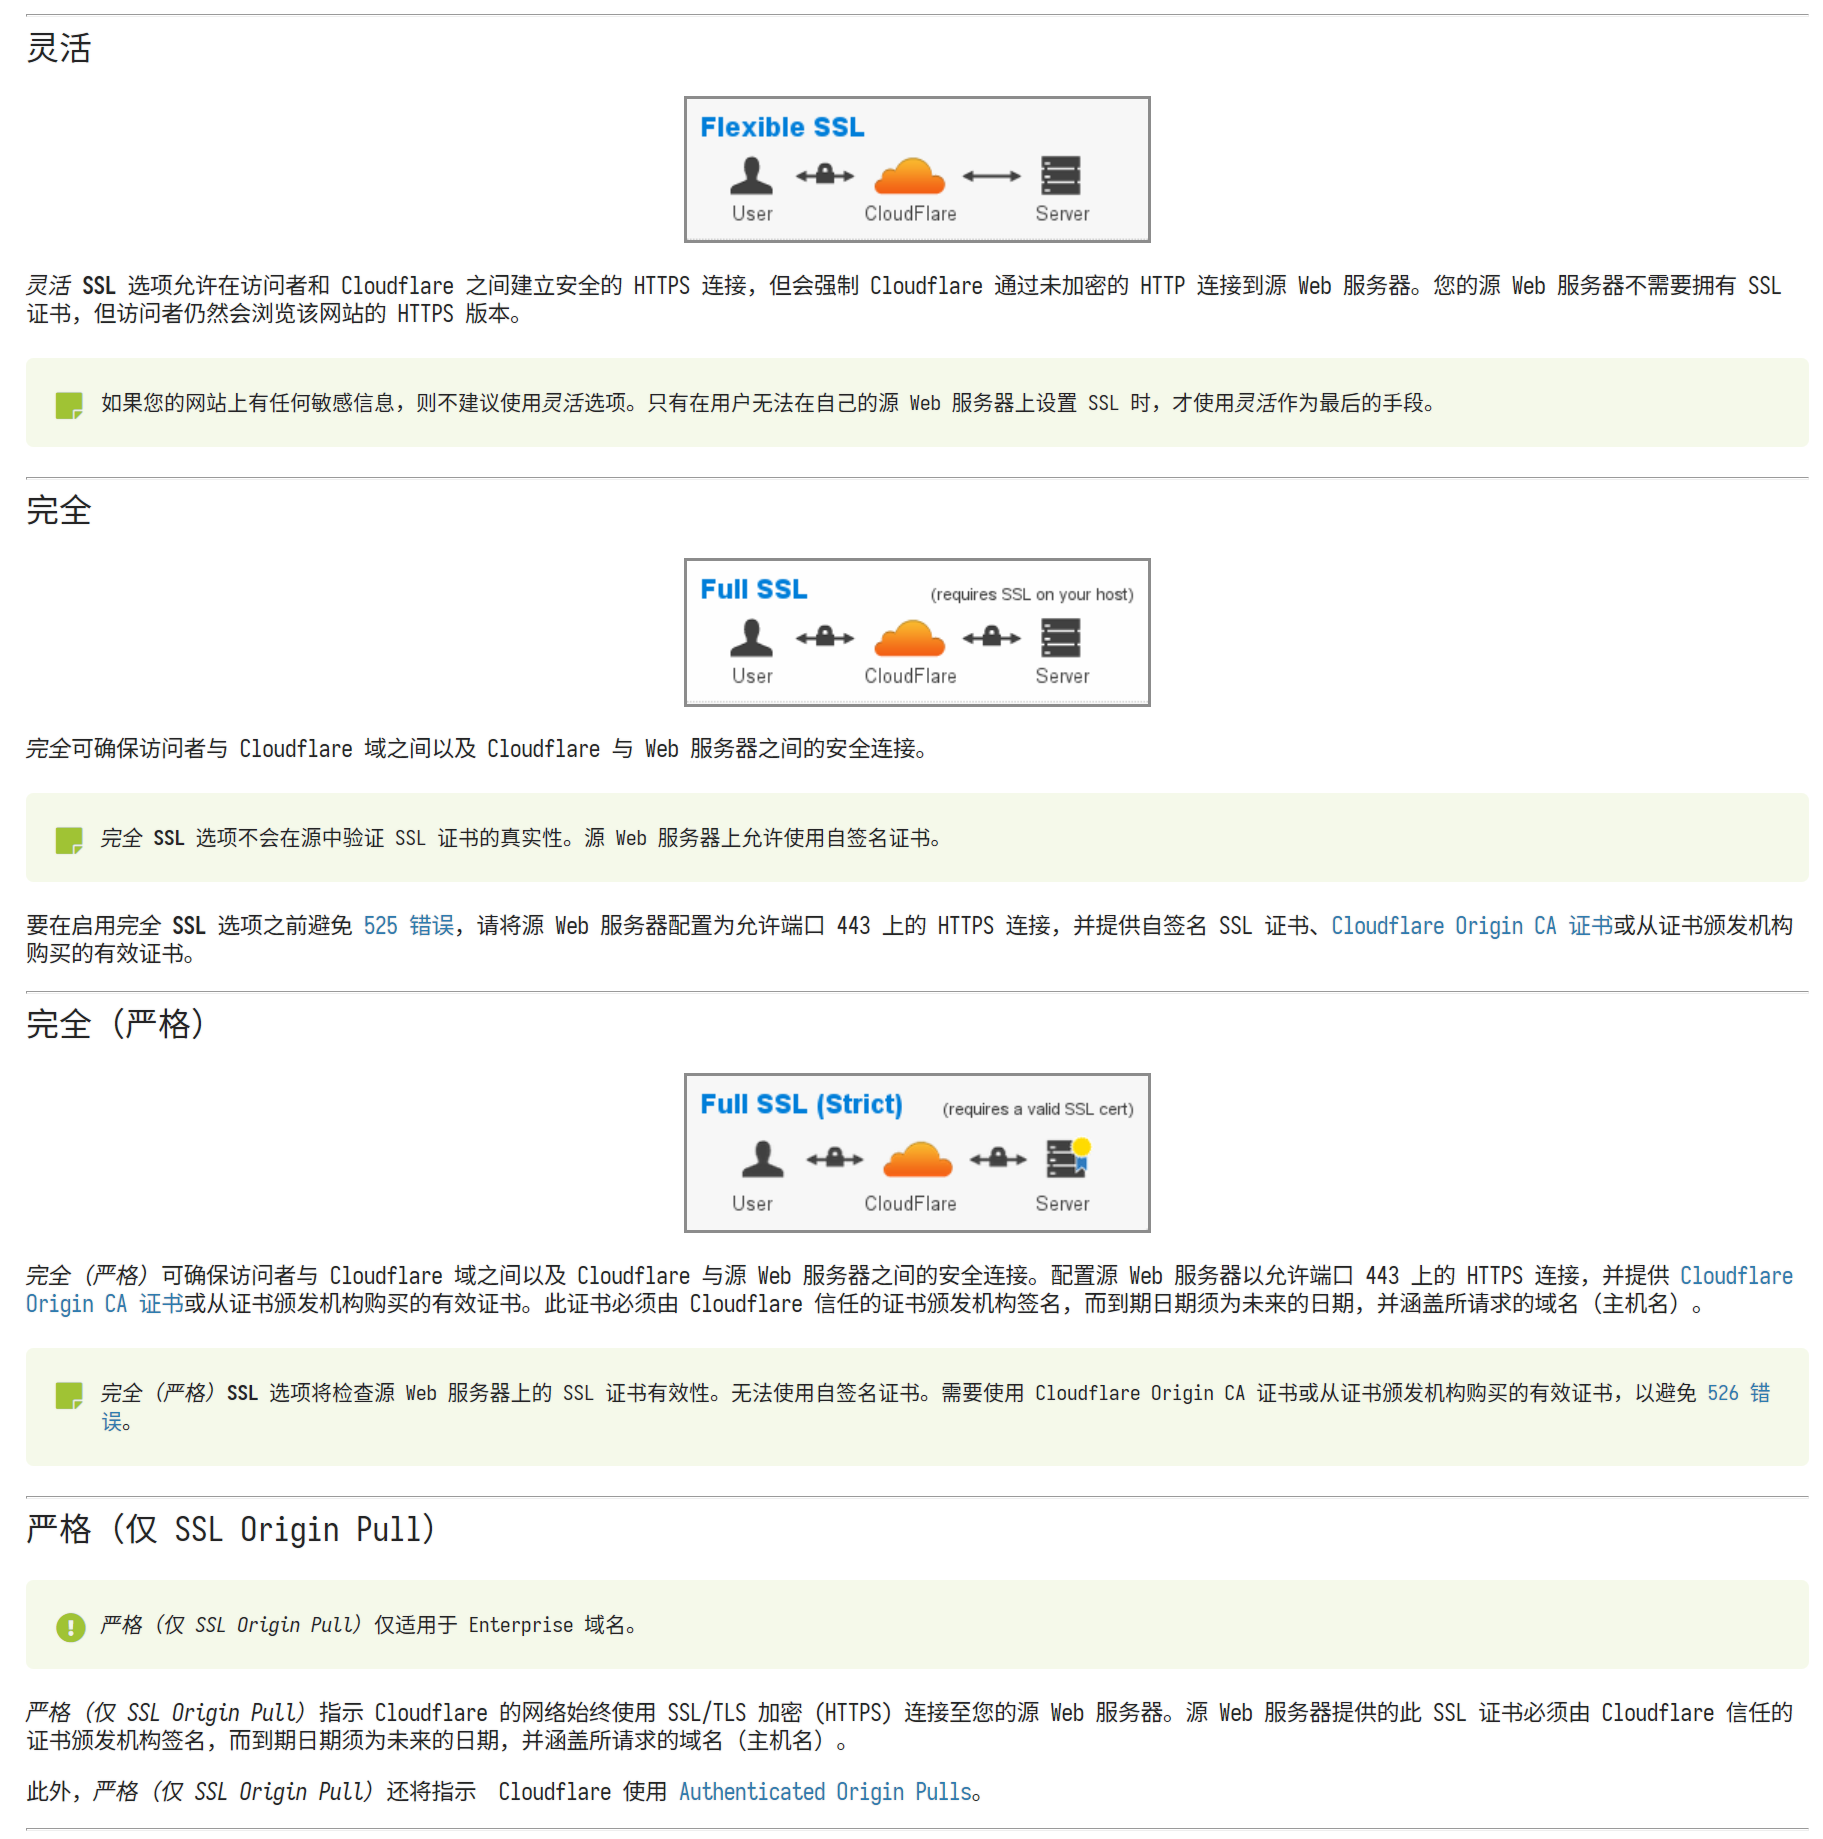 灵活
Flexible SSL
User CloudFlare Server
灵活 SSL 选项允许在访问者和 Cloudflare 之间建立安全的 HTTPS 连接，但会强制 Cloudflare 通过未加密的 HTTP 连接到源 Web 服务器。您的源 Web 服务器不需要拥有 SSL
证书，但访问者仍然会浏览该网站的 HTTPS 版本。
如果您的网站上有任何敏感信息，则不建议使用灵活选项。只有在用户无法在自己的源 Web 服务器上设置 SSL 时，才使用灵活作为最后的手段。
完全
Full SSL (requires SSL on your host)
User CloudFlare Server
完全可确保访问者与 Cloudflare 域之间以及 Cloudflare 与 Web 服务器之间的安全连接。
完全 SSL 选项不会在源中验证 SSL 证书的真实性。源 Web 服务器上允许使用自签名证书。
要在启用完全 SSL 选项之前避免 525 错误，请将源 Web 服务器配置为允许端口 443 上的 HTTPS 连接，并提供自签名 SSL 证书、Cloudflare Origin CA 证书或从证书颁发机构
购买的有效证书。
完全（严格）
Full SSL (Strict) (requires a valid SSL cert)
User CloudFlare Server
完全（严格）可确保访问者与 Cloudflare 域之间以及 Cloudflare 与源 Web 服务器之间的安全连接。配置源 Web 服务器以允许端口 443 上的 HTTPS 连接，并提供 Cloudflare
Origin CA 证书或从证书颁发机构购买的有效证书。此证书必须由 Cloudflare 信任的证书颁发机构签名，而到期日期须为未来的日期，并涵盖所请求的域名（主机名）。
完全（严格）SSL 选项将检查源 Web 服务器上的 SSL 证书有效性。无法使用自签名证书。需要使用 Cloudflare Origin CA 证书或从证书颁发机构购买的有效证书，以避免 526 错
误。
严格（仅 SSL Origin Pull）
严格（仅 SSL Origin Pull）仅适用于 Enterprise 域名。
严格（仅 SSL Origin Pull）指示 Cloudflare 的网络始终使用 SSL/TLS 加密（HTTPS）连接至您的源 Web 服务器。源 Web 服务器提供的此 SSL 证书必须由 Cloudflare 信任的
证书颁发机构签名，而到期日期须为未来的日期，并涵盖所请求的域名（主机名）。
此外，严格（仅 SSL Origin Pull）还将指示 Cloudflare 使用 Authenticated Origin Pulls。